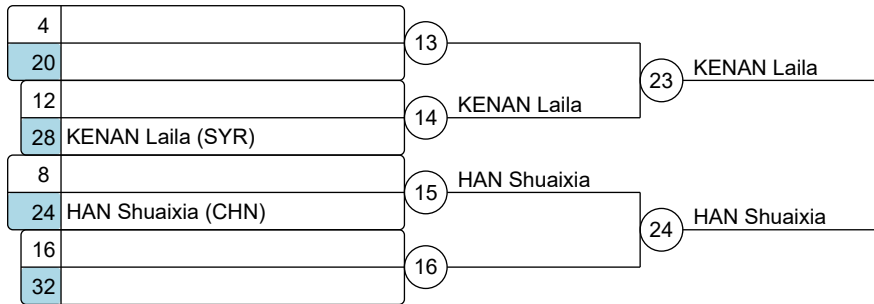 4
13
20
KENAN Laila
23
12
KENAN Laila
14
28 KENAN Laila (SYR)
8
HAN Shuaixia
15
24 HAN Shuaixia (CHN)
HAN Shuaixia
24
16
16
32